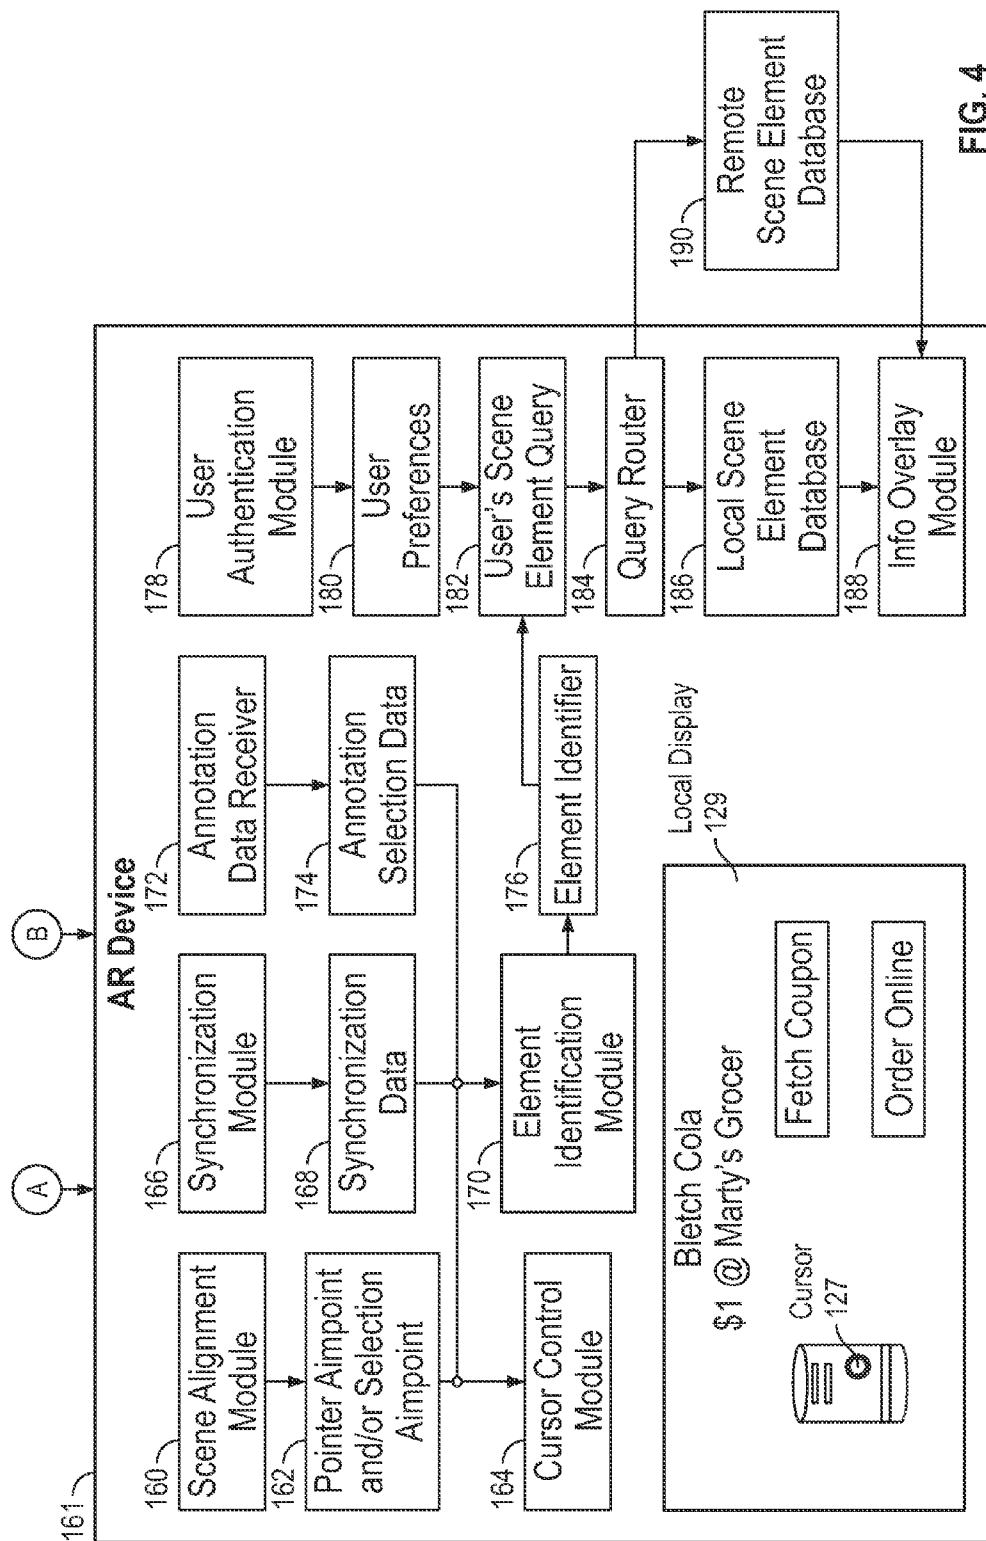 A
B
161
AR Device
160
Scene Alignment
Module
162
Pointer Aimpoint
and/or Selection
Aimpoint
164
Cursor Control
Module
166
Synchronization
Module
168
Synchronization
Data
170
Element
Identification
Module
172
Annotation
Data Receiver
174
Annotation
Selection Data
176
Element Identifier
178
User
Authentication
Module
180
User
Preferences
182
User's Scene
Element Query
184
Query Router
186
Local Scene
Element
Database
188
Info Overlay
Module
190
Remote
Scene Element
Database
Local Display
129
Bletch Cola
$1 @ Marty's Grocer
Cursor
127
Fetch Coupon
Order Online
FIG. 4